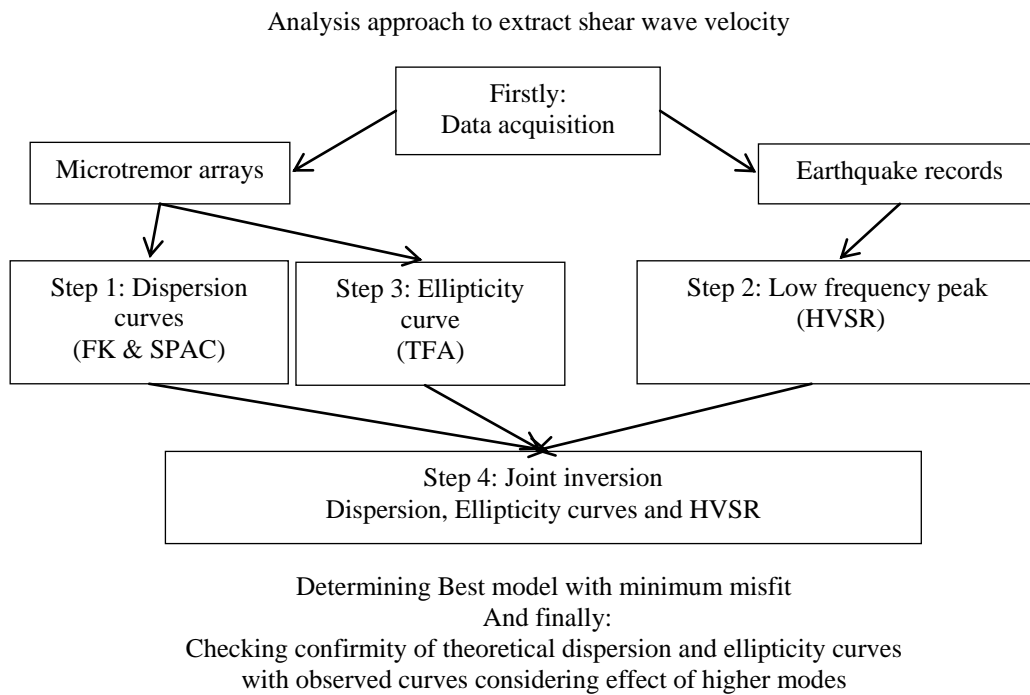 Analysis approach to extract shear wave velocity
Firstly:
Data acquisition
Microtremor arrays
Earthquake records
Step 1: Dispersion
curves
(FK & SPAC)
Step 3: Ellipticity
curve
(TFA)
Step 2: Low frequency peak
(HVSR)
Step 4: Joint inversion
Dispersion, Ellipticity curves and HVSR
Determining Best model with minimum misfit
And finally:
Checking confirmity of theoretical dispersion and ellipticity curves
with observed curves considering effect of higher modes